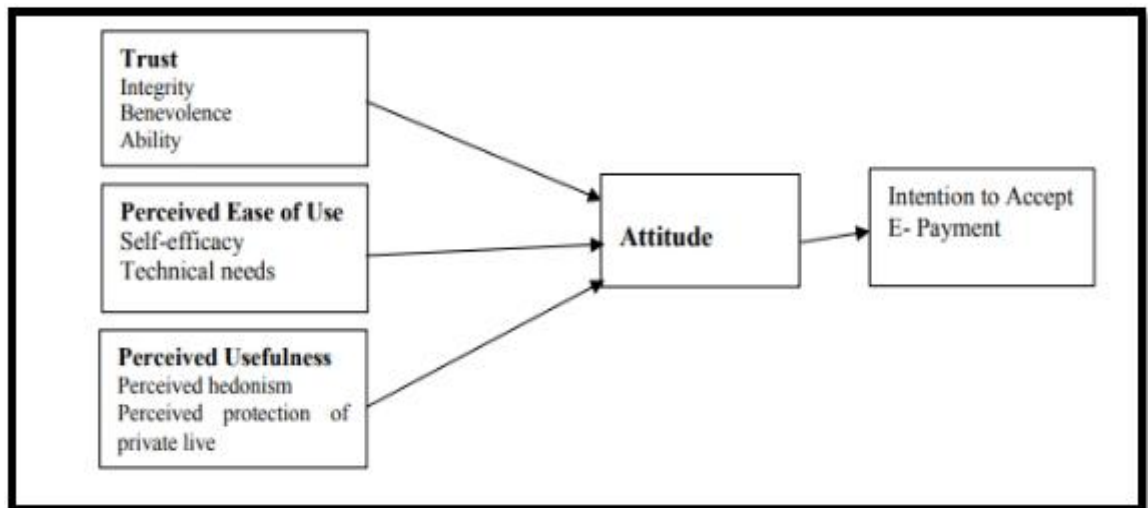 Trust
Integrity
Benevolence
Ability
Perceived Ease of Use
Self-efficacy
Technical needs
Perceived Usefulness
Perceived hedonism
Perceived protection of
private live
Attitude
Intention to Accept
E- Payment